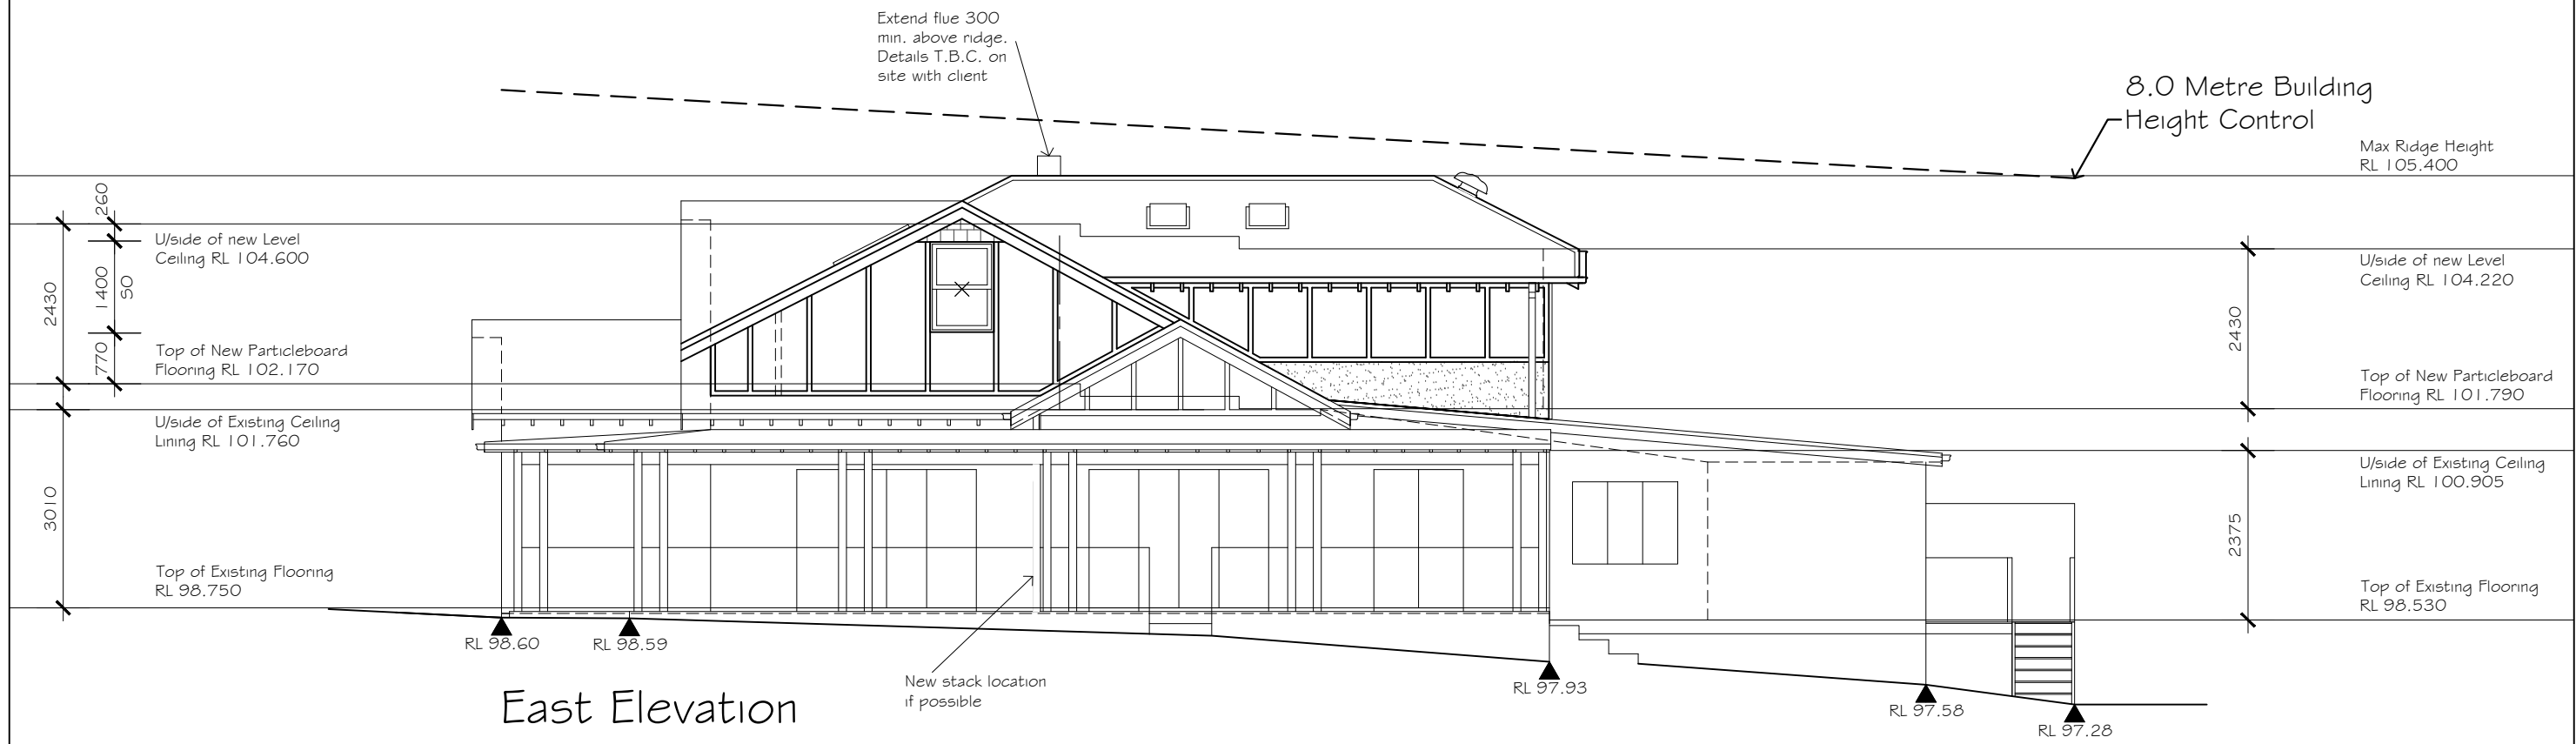 Extend flue 300
min. above ridge.
Details T.B.C. on
site with client
8.0 Metre Building
Height Control
Max Ridge Height
RL 105.400
260
2430
1400
SO
770
3010
U/side of new Level
Ceiling RL 104.600
Top of New Particleboard
Flooring RL 102.170
U/side of Existing Ceiling
Lining RL 101.760
Top of Existing Flooring
RL 98.750
2430
2375
U/side of new Level
Ceiling RL 104.220
Top of New Particleboard
Flooring RL 101.790
U/side of Existing Ceiling
Lining RL 100.905
Top of Existing Flooring
RL 98.530
RL 98.60
RL 98.59
New stack location
if possible
RL 97.93
RL 97.58
RL 97.28
East Elevation